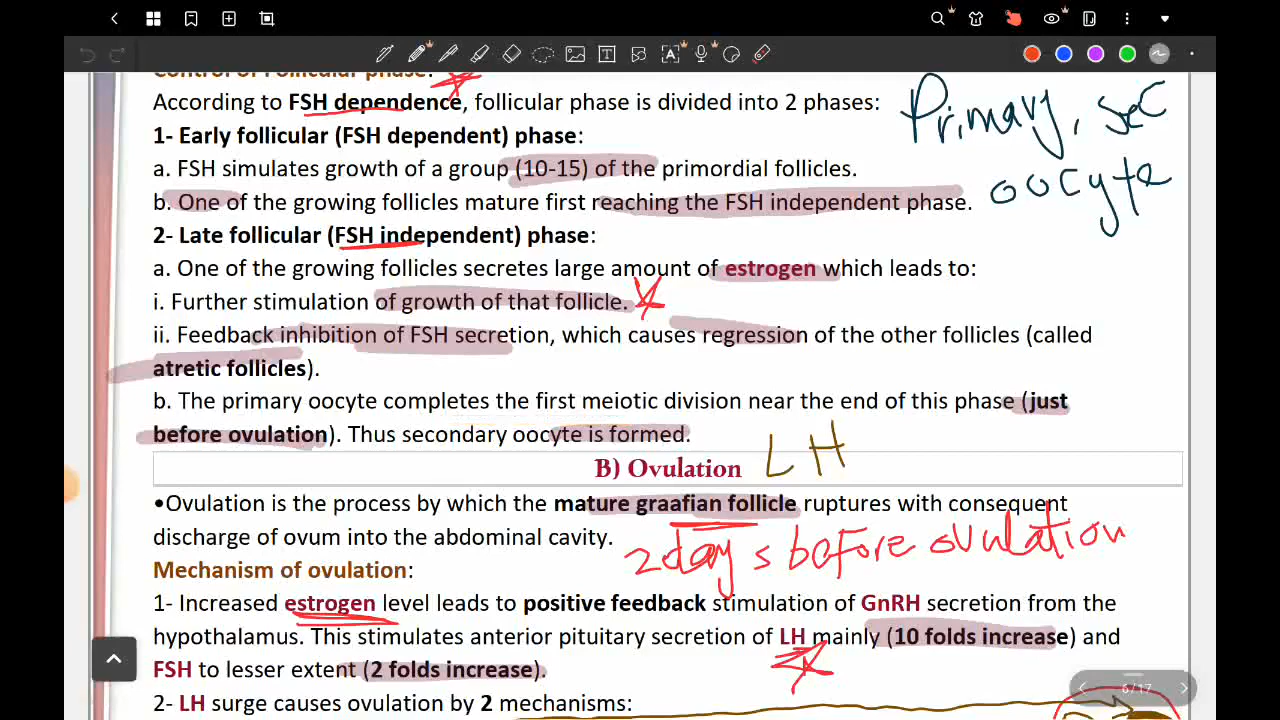 Control of Follicular phase:
According to FSH dependence, follicular phase is divided into 2 phases:
Primary, sec
oocyte
1- Early follicular (FSH dependent) phase:
a. FSH simulates growth of a group (10-15) of the primordial follicles.
b. One of the growing follicles mature first reaching the FSH independent phase.
2- Late follicular (FSH independent) phase:
a. One of the growing follicles secretes large amount of estrogen which leads to:
i. Further stimulation of growth of that follicle.
ii. Feedback inhibition of FSH secretion, which causes regression of the other follicles (called
atretic follicles).
b. The primary oocyte completes the first meiotic division near the end of this phase (just
before ovulation). Thus secondary oocyte is formed.
B) Ovulation LH
•Ovulation is the process by which the mature graafian follicle ruptures with consequent
discharge of ovum into the abdominal cavity.
2 days before ovulation
Mechanism of ovulation:
1- Increased estrogen level leads to positive feedback stimulation of GnRH secretion from the
hypothalamus. This stimulates anterior pituitary secretion of LH mainly (10 folds increase) and
FSH to lesser extent (2 folds increase).
6/17
2- LH surge causes ovulation by 2 mechanisms: